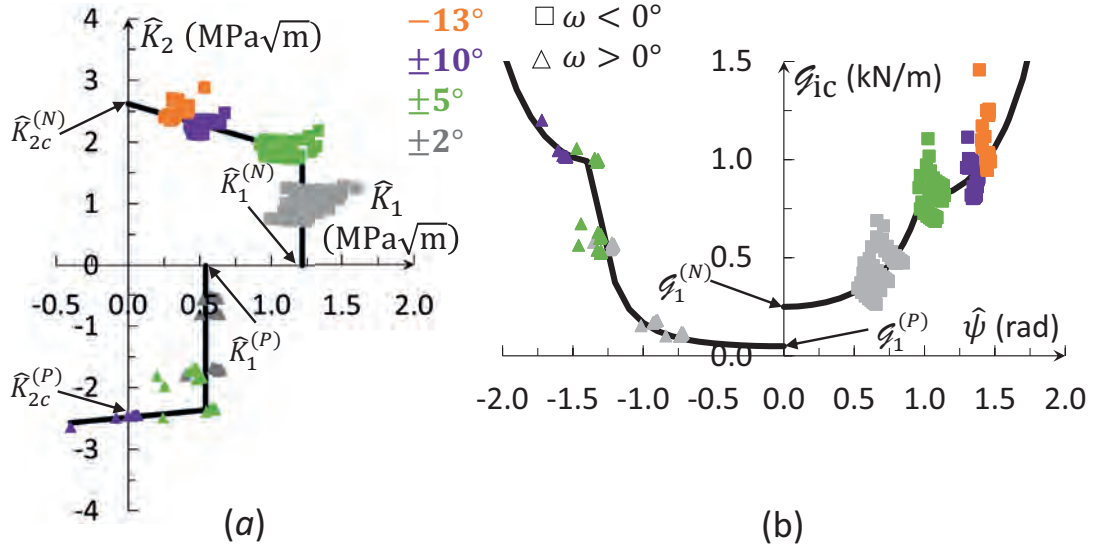 4
K̂₂ (MPa√m)
3
K̂₂c⁽ᴺ⁾
2
K̂₁⁽ᴺ⁾
1
K̂₁
(MPa√m)
0
-0.5 0.0 0.5 1.0 1.5 2.0
-1
K̂₁⁽ᴾ⁾
K̂₂c⁽ᴾ⁾
-2
-3
-4
(a)
−13°
±10°
±5°
±2°
□ ω < 0°
△ ω > 0°
1.5
𝒢ic (kN/m)
1.0
0.5
𝒢₁⁽ᴺ⁾
𝒢₁⁽ᴾ⁾
ψ̂ (rad)
0.0
-2.0 -1.5 -1.0 -0.5 0.0 0.5 1.0 1.5 2.0
(b)